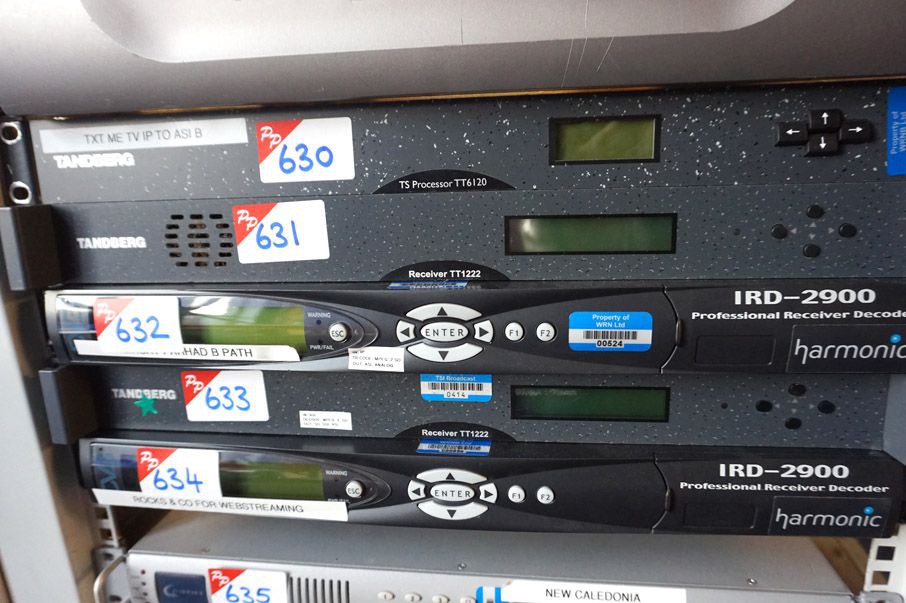 TXT ME TV IP TO ASI B
PP
630
TANDBERG
TS Processor TT6120
Property of
WRNB Ltd
PP
631
TANDBERG
Receiver TT1222
PP
632
HAD B PATH
WARNING
ESC
PWR/FAIL
ENTER
F1
F2
Property of
WRN Ltd
00524
IRD-2900
Professional Receiver Decoder
harmonic
PP
633
TANDBERG
TSI Broadcast
0414
Receiver TT1222
PP
634
ROCKS & CO FOR WEBSTREAMING
WARNING
ESC
ENTER
F1
F2
IRD-2900
Professional Receiver Decoder
harmonic
PP
635
NEW CALEDONIA